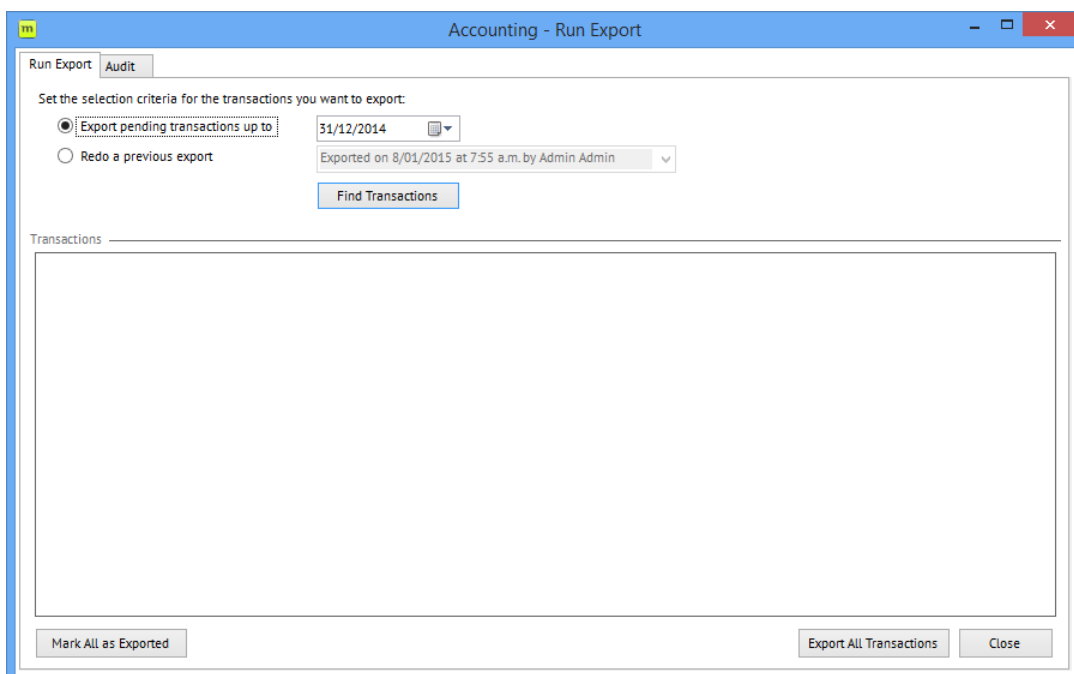 m
Accounting - Run Export
Run Export Audit
Set the selection criteria for the transactions you want to export:
Export pending transactions up to 31/12/2014
Redo a previous export Exported on 8/01/2015 at 7:55 a.m. by Admin Admin
Find Transactions
Transactions
Mark All as Exported Export All Transactions Close